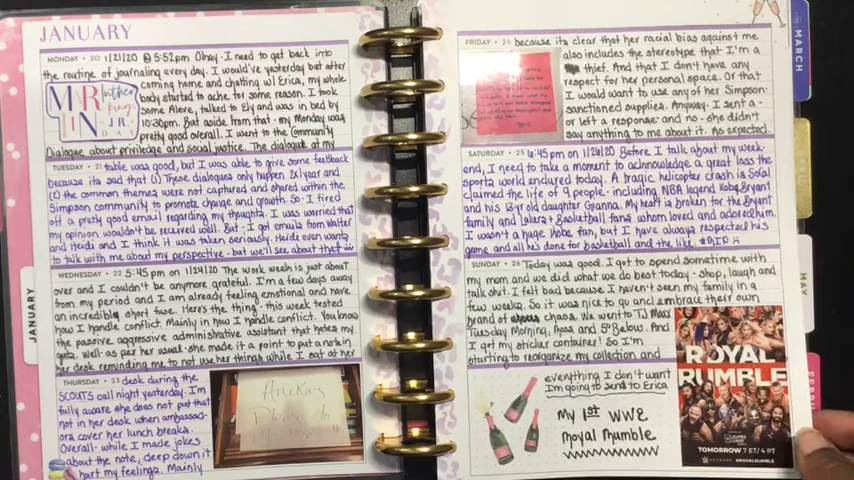 JANUARY
MONDAY • 20 1/21/20 @ 5:52pm Okay. I need to get back into
the routine of journaling every day. I would've yesterday but after
coming home and chatting w/ Erica, my whole
body started to ache for some reason. I took
some Aleve, talked to Ely and was in bed by
10:30pm. But aside from that - my Monday was
pretty good overall. I went to the Community
Dialogue about priviledge and social justice. The dialogue at my
MARTIN
Luther
King
JR.
DAY
TUESDAY • 21 table was good, but I was able to give some feedback
because its sad that (1) These dialogues only happen 2x1 year and
(2) the common themes were not captured and shared within the
Simpson community to promote change and growth. So - I fired
off a pretty good email regarding my thoughts. I was worried that
my opinion wouldn't be received well. But - I got emails from Walter
and Heidi and I think it was taken seriously. Heidi even wants
to talk with me about my perspective - but we'll see about that
WEDNESDAY • 22 5:45 pm on 1/24/20 The work week is just about
over and I couldn't be anymore grateful. I'm a few days away
from my period and I am already feeling emotional and have
an incredibly short fuse. Here's the thing - this week tested
how I handle conflict. Mainly in how I handle conflict. You know
the passive aggressive administrative assistant that hates my
guts. Well - as per her usual - she made it a point to put a note in
her desk reminding me to not use her things while I sat at her
THURSDAY • 23 desk during the
SCOUTS call night yesterday. I'm
fully aware she does not put that
not in her desk when ambassad-
ors cover her lunch breaks.
Overall - while I made jokes
about the note, deep down it
hurt my feelings. Mainly
Please do
JANUARY
FRIDAY • 24 because its clear that her racial bias against me
also includes the stereotype that I'm a
thief. And that I don't have any
respect for her personal space. Or that
I would want to use any of her Simpson-
sanctioned supplies. Anyway - I sent a -
or left a response - and no - she didn't
say anything to me about it. As expected.
SATURDAY • 25 6:45 pm on 1/26/20 Before I talk about my week-
end, I need to take a moment to acknowledge a great loss the
sports world endured today. A tragic helicopter crash in SoCal
claimed the life of 9 people - including NBA legend Kobe Bryant
and his 13 yr old daughter Gianna. My heart is broken for the Bryant
family and Lakers + Basketball fans whom loved and adored him.
I wasn't a huge Kobe fan, but I have always respected his
game and all he's done for basketball and the like. #RIP
SUNDAY • 26 Today was good. I got to spend sometime with
my mom and we did what we do best today - shop, laugh and
talk shit. I felt bad because I haven't seen my family in a
few weeks. So it was nice to go and embrace their own
brand of chaos. We went to TJ Maxx
Tuesday Morning, Ross and 5 Below. And
I got my sticker container! So I'm
starting to reorganize my collection and
everything I don't want
I'm going to send to Erica
My 1st WWE
Royal Rumble
ROYAL
RUMBLE
TOMORROW 7 ET/4 PT
NETWORK #ROYALRUMBLE
MARCH
MAY